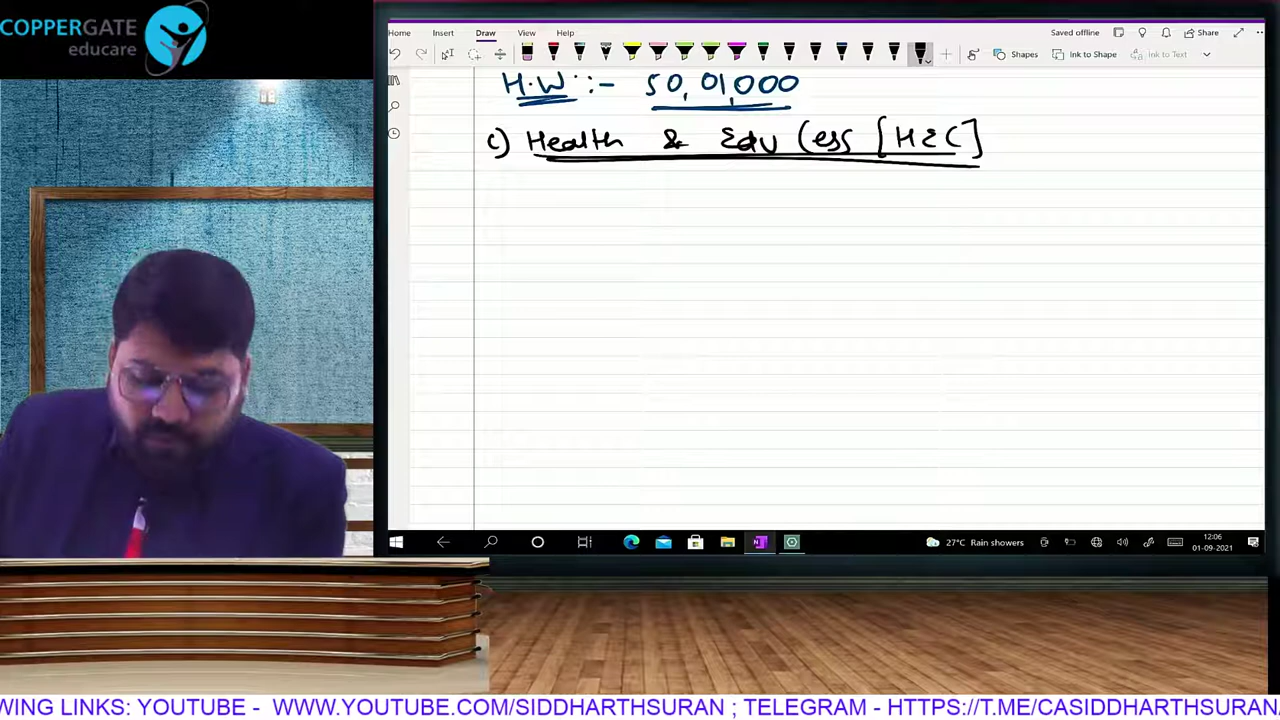 COPPERGATE
educare
Home Insert Draw View Help
Saved offline
Share
Shapes
Ink to Shape
Ink to Text
H.W :- 50,01,000
c) Health & Edu Cess [HEC]
27°C Rain showers
12:06
01-09-2021
WING LINKS: YOUTUBE - WWW.YOUTUBE.COM/SIDDHARTHSURAN ; TELEGRAM - HTTPS://T.ME/CASIDDHARTHSURANA